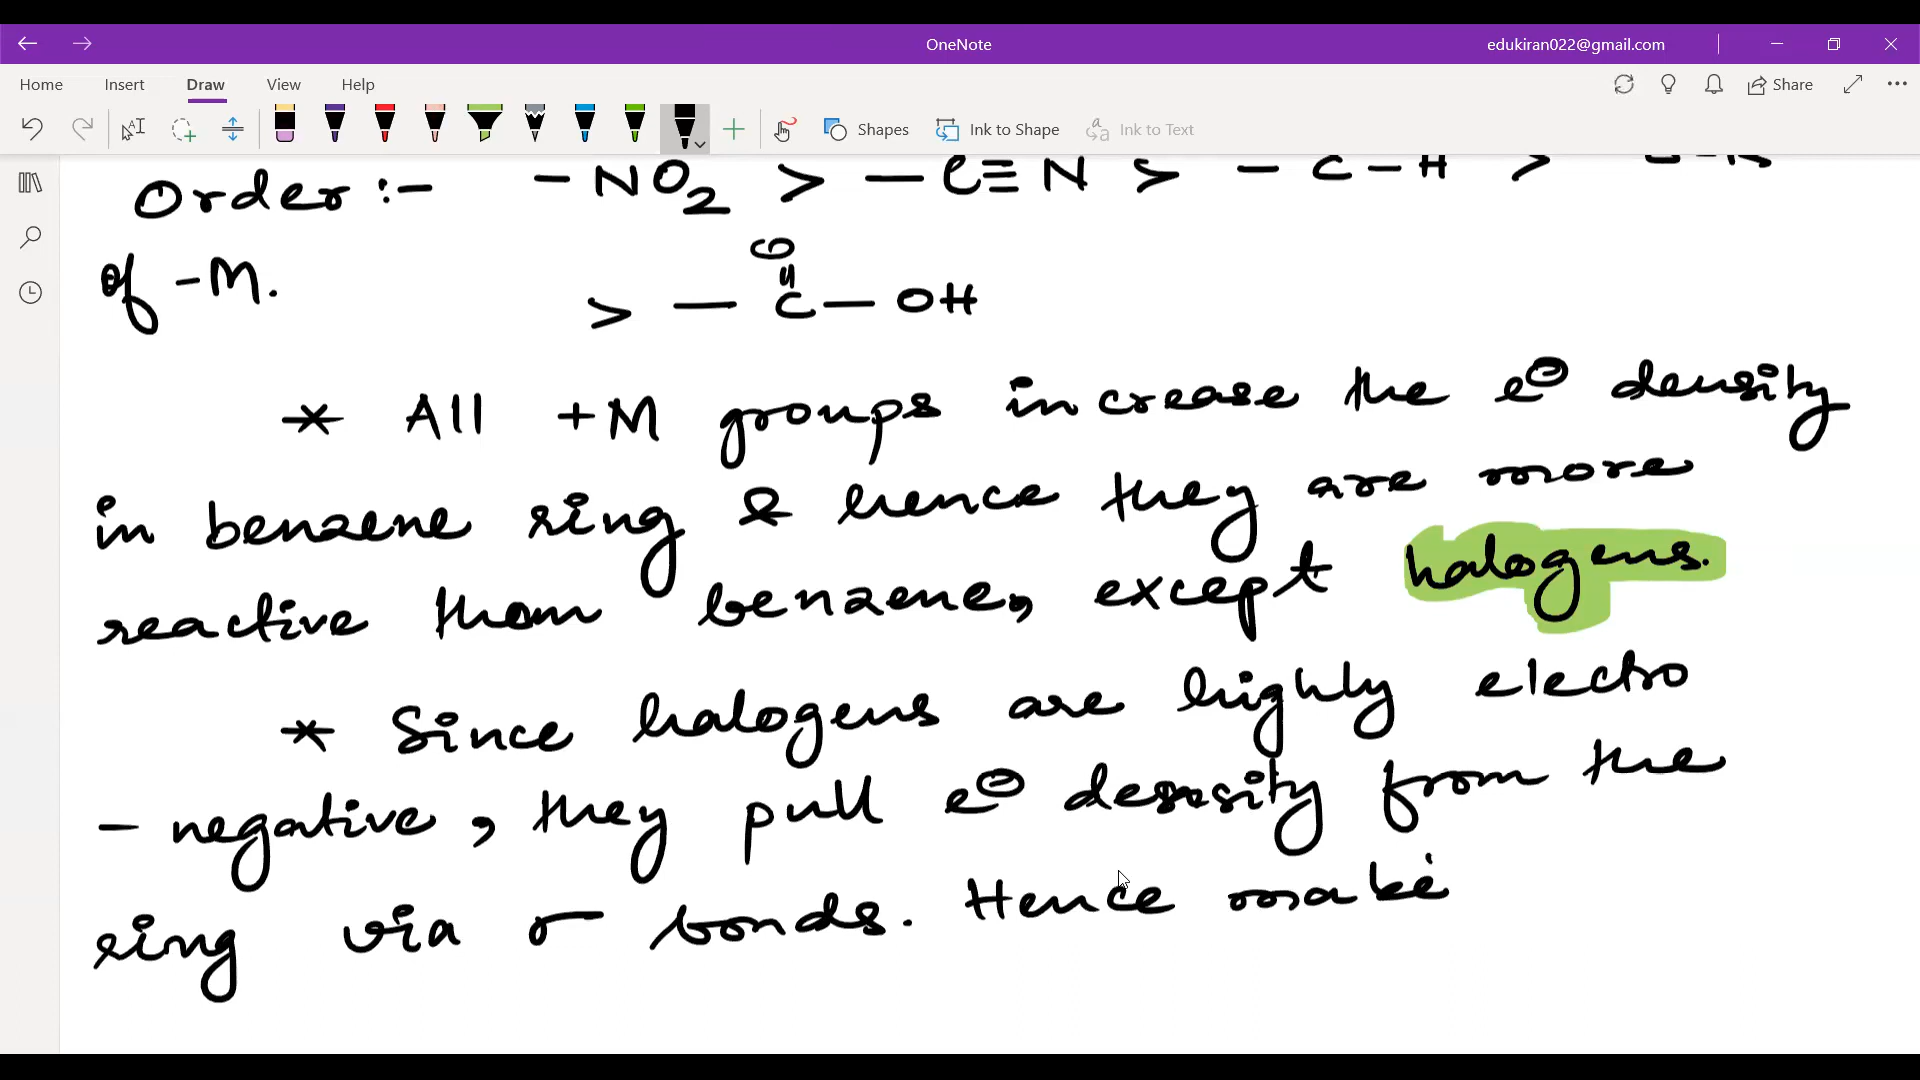 OneNote
edukiran022@gmail.com
Home Insert Draw View Help
Share
Shapes Ink to Shape Ink to Text
Order :- -NO2 > -C≡N > -C-H >
of -M.
O
> -C-OH
* All +M groups increase the e⊖ density
in benzene ring & hence they are more
reactive than benzene, except halogens.
* Since halogens are highly electro
- negative, they pull e⊖ density from the
ring via σ bonds. Hence